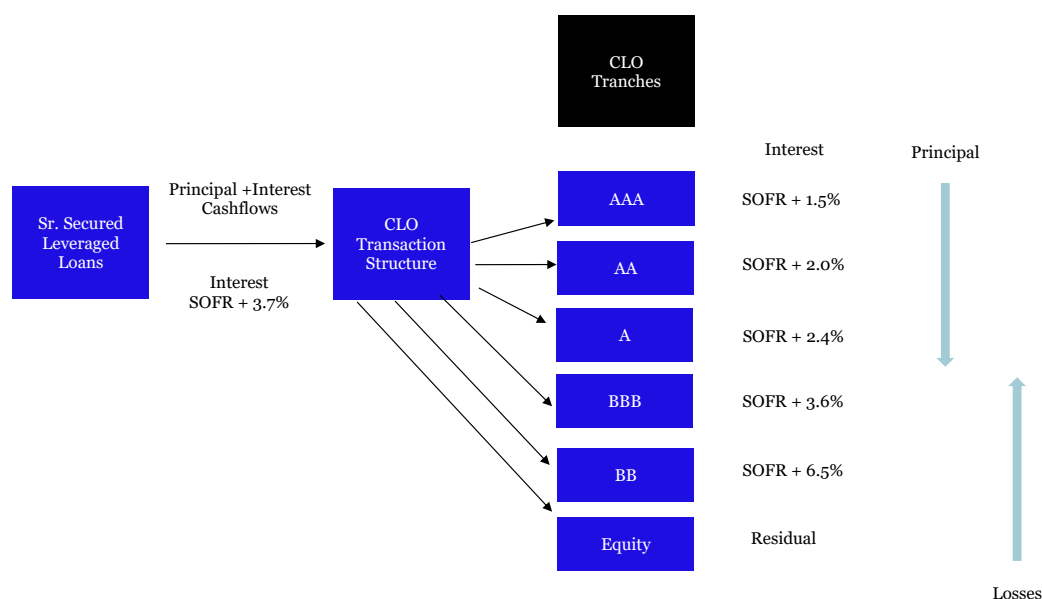 CLO
Tranches
Interest
Principal
Sr. Secured
Leveraged
Loans
Principal +Interest
Cashflows
Interest
SOFR + 3.7%
CLO
Transaction
Structure
AAA
SOFR + 1.5%
AA
SOFR + 2.0%
A
SOFR + 2.4%
BBB
SOFR + 3.6%
BB
SOFR + 6.5%
Equity
Residual
Losses